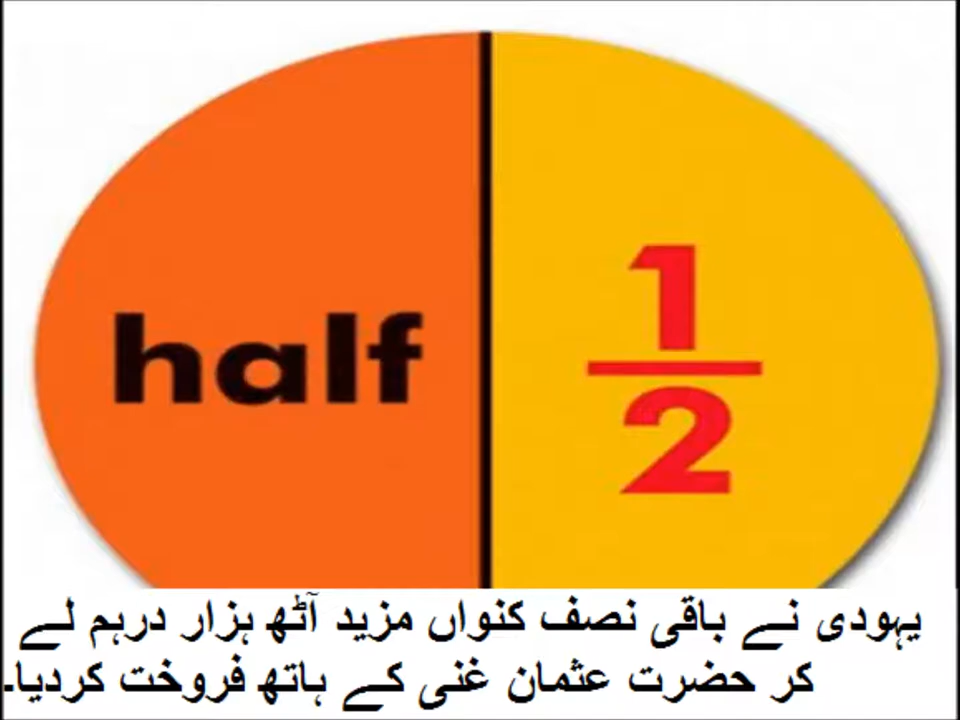 half
1
2
یہودی نے باقی نصف کنواں مزید آٹھ ہزار درہم لے
کر حضرت عثمان غنی کے ہاتھ فروخت کردیا۔